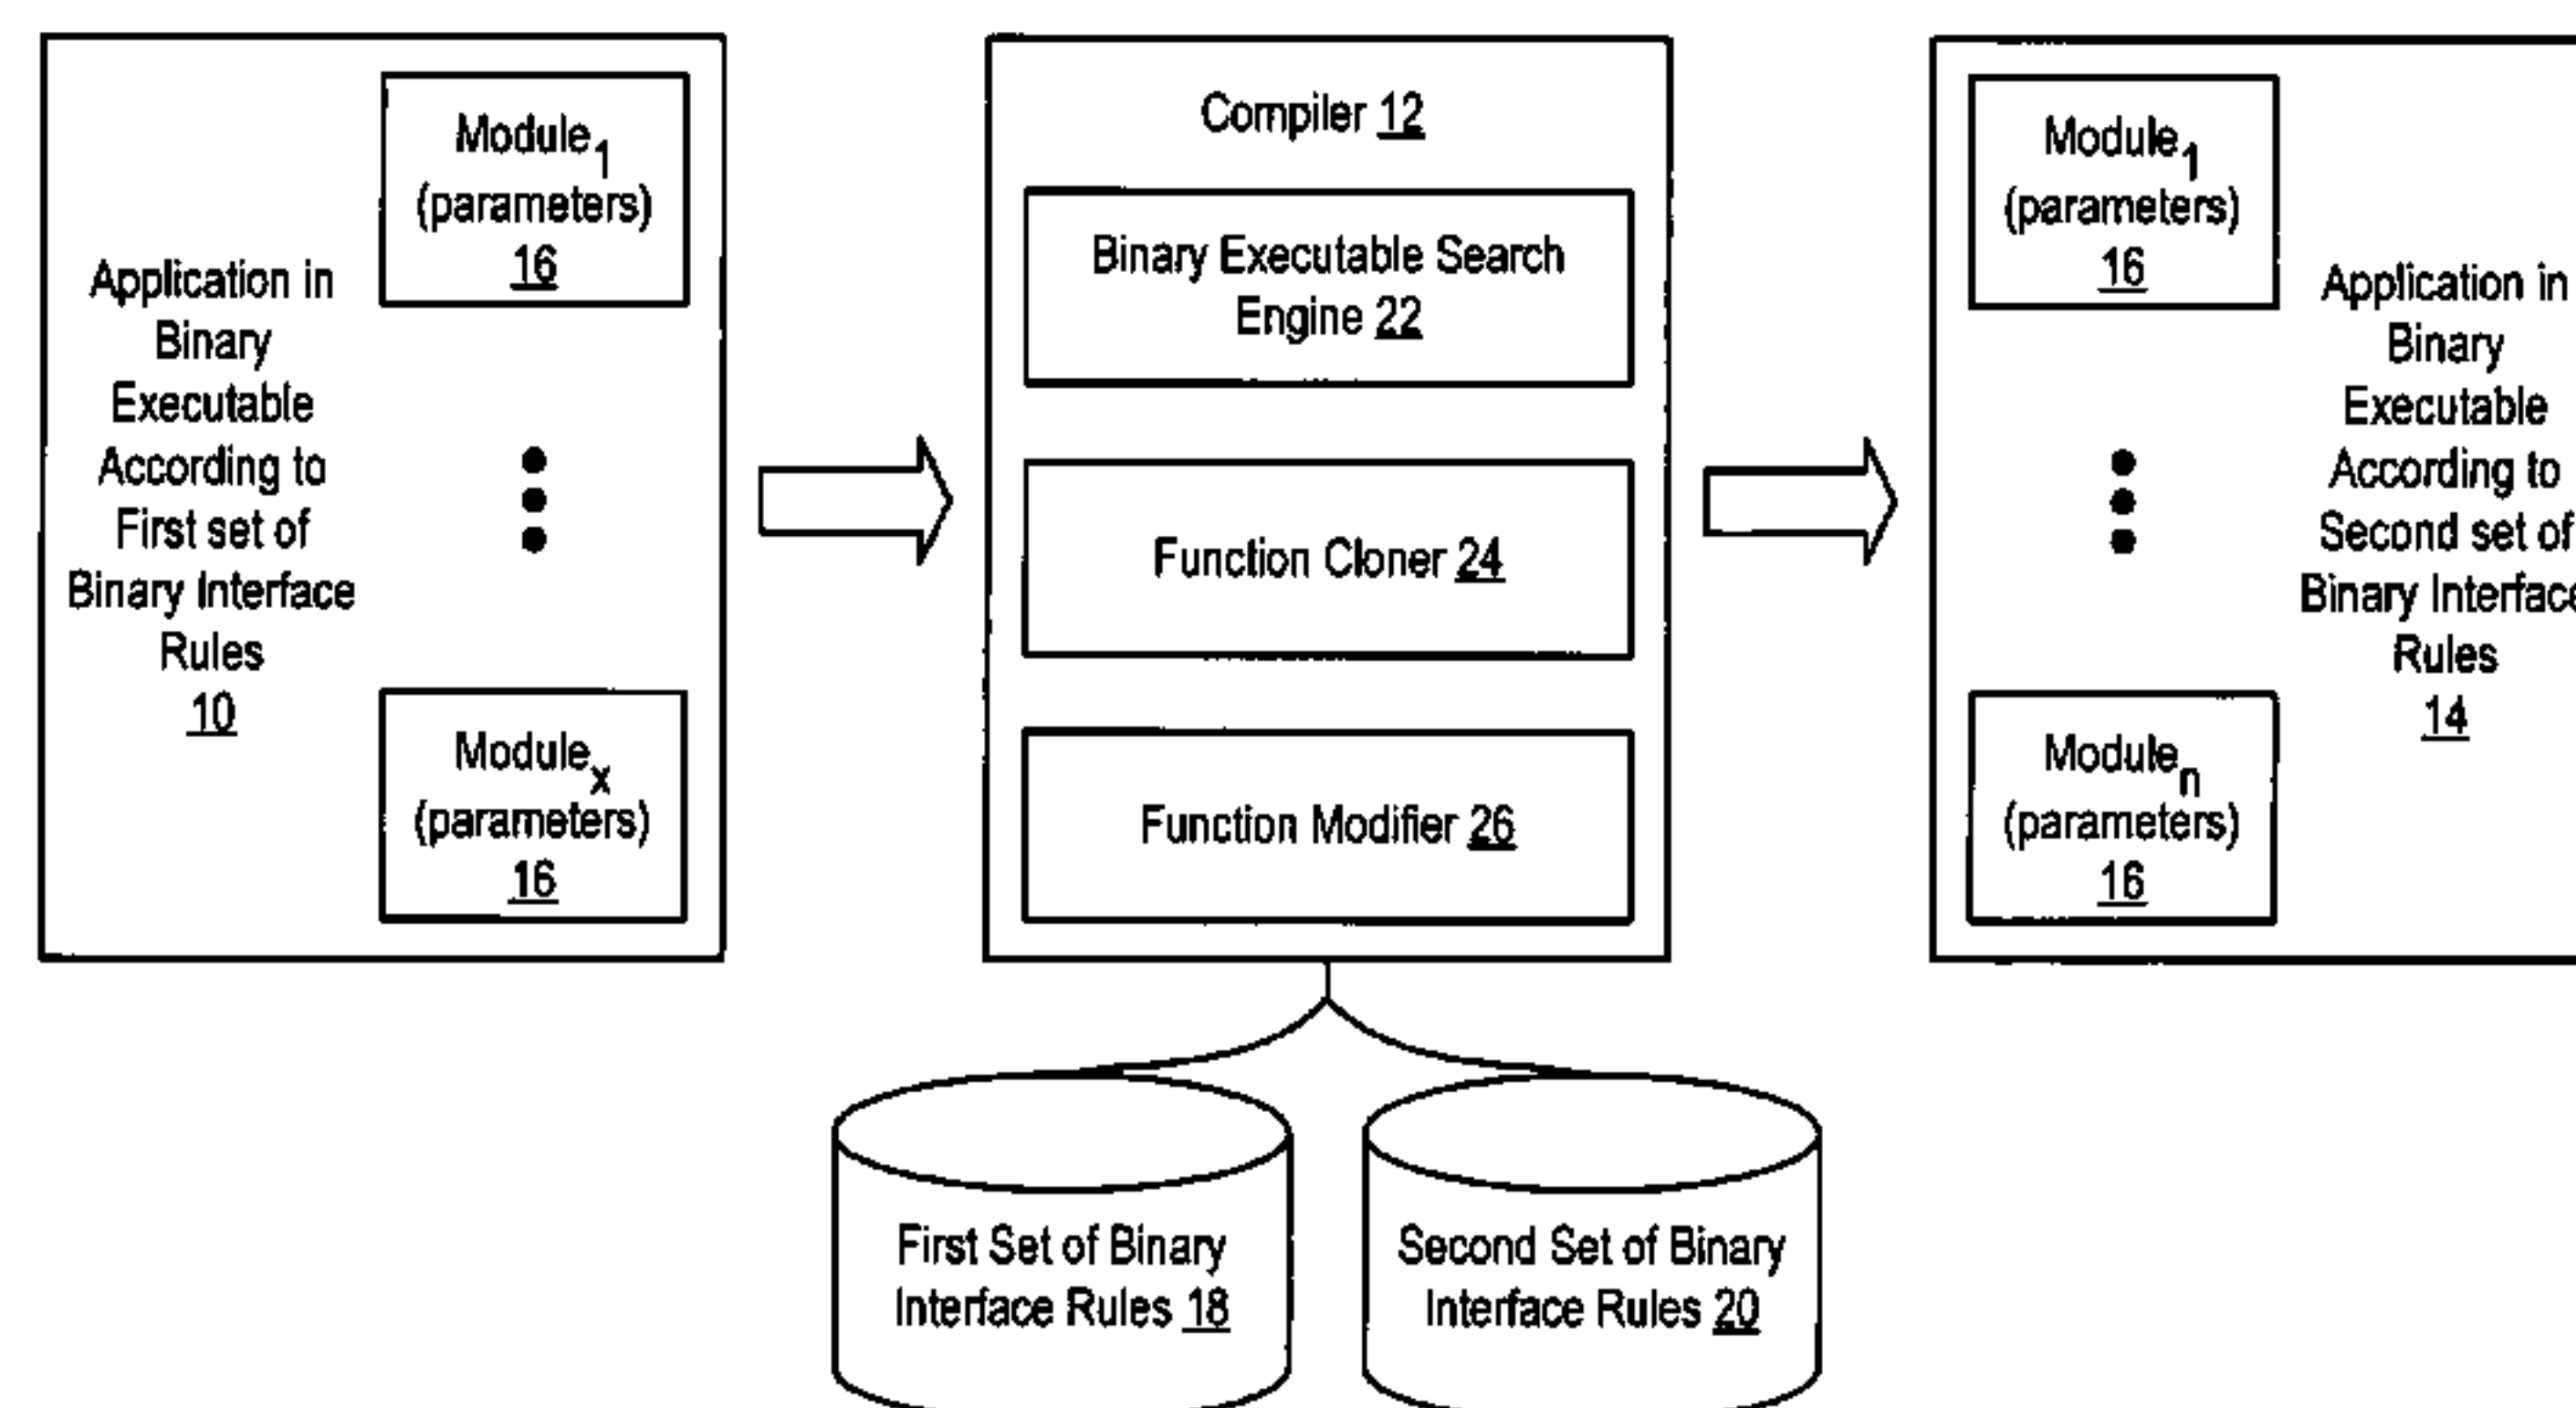 Application in
Binary
Executable
According to
First set of
Binary Interface
Rules
10
Module1
(parameters)
16
Modulex
(parameters)
16
Compiler 12
Binary Executable Search
Engine 22
Function Cloner 24
Function Modifier 26
Module1
(parameters)
16
Modulen
(parameters)
16
Application in
Binary
Executable
According to
Second set of
Binary Interface
Rules
14
First Set of Binary
Interface Rules 18
Second Set of Binary
Interface Rules 20